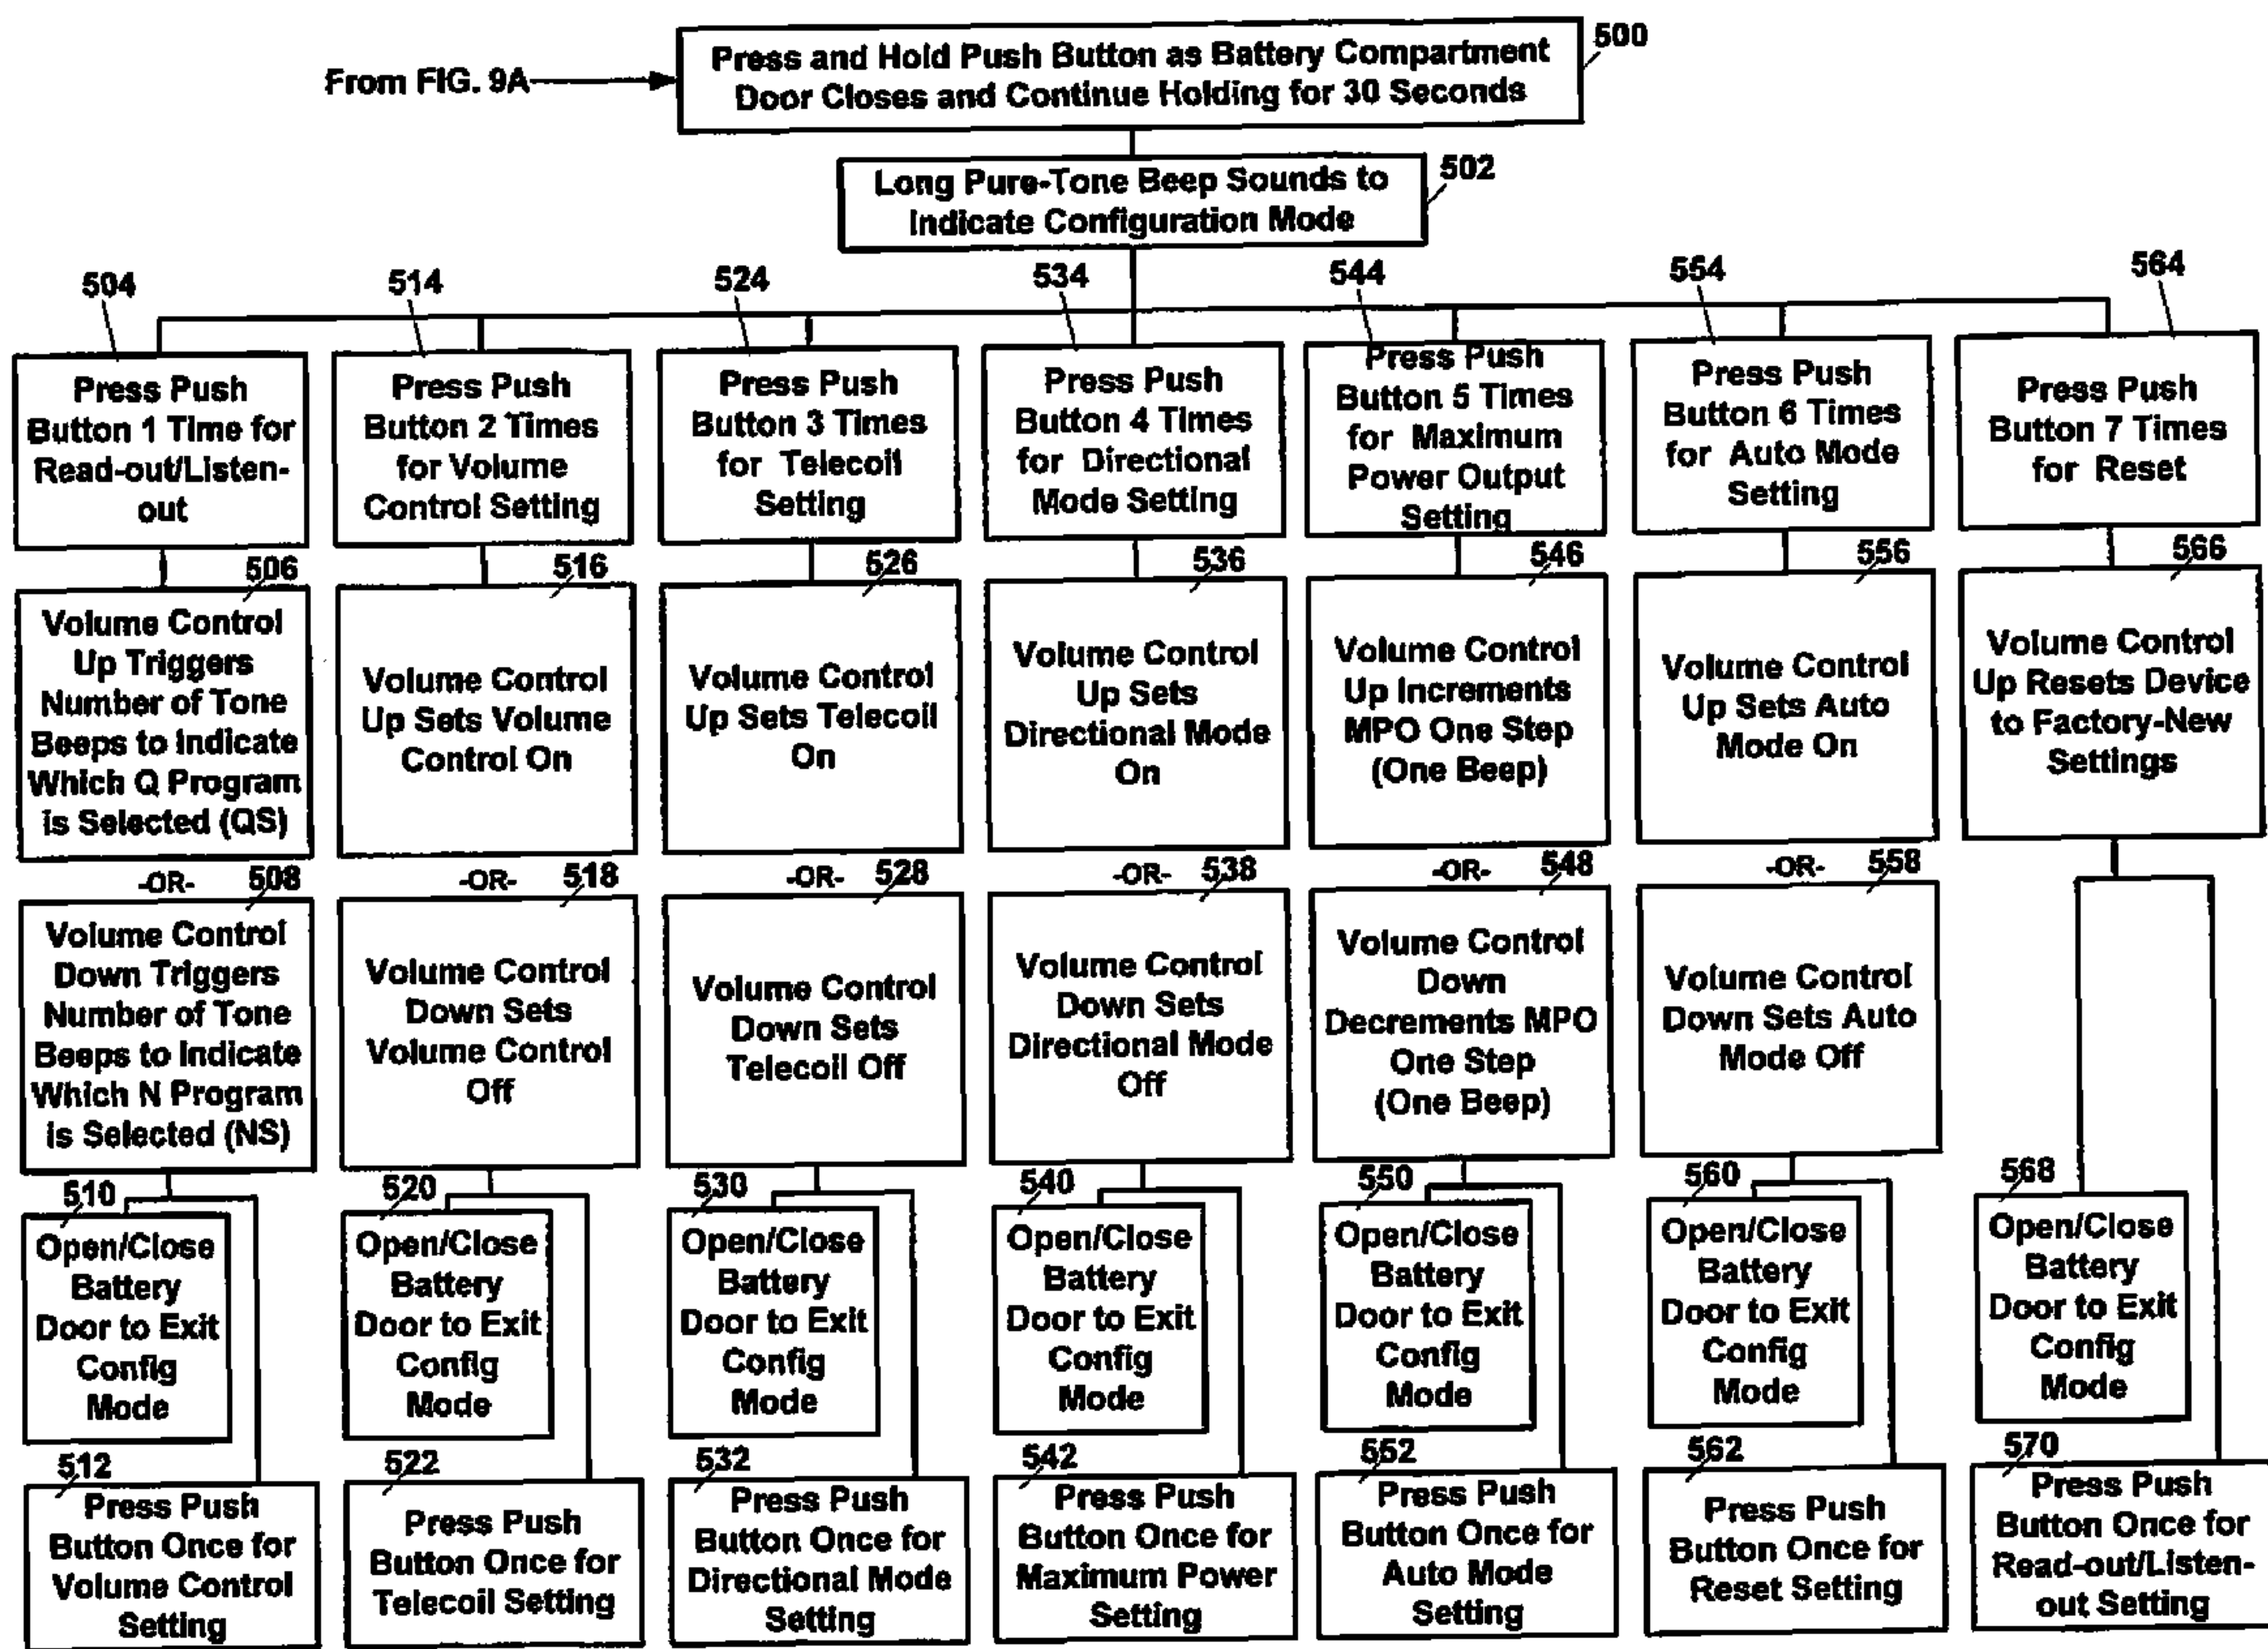 500
Press and Hold Push Button as Battery Compartment
Door Closes and Continue Holding for 30 Seconds
From FIG. 9A
502
Long Pure-Tone Beep Sounds to
Indicate Configuration Mode
504
Press Push
Button 1 Time for
Read-out/Listen-
out
506
Volume Control
Up Triggers
Number of Tone
Beeps to Indicate
Which Q Program
is Selected (QS)
-OR-
508
Volume Control
Down Triggers
Number of Tone
Beeps to Indicate
Which N Program
is Selected (NS)
510
Open/Close
Battery
Door to Exit
Config
Mode
512
Press Push
Button Once for
Volume Control
Setting
514
Press Push
Button 2 Times
for Volume
Control Setting
516
Volume Control
Up Sets Volume
Control On
-OR-
518
Volume Control
Down Sets
Volume Control
Off
520
Open/Close
Battery
Door to Exit
Config
Mode
522
Press Push
Button Once for
Telecoil Setting
524
Press Push
Button 3 Times
for Telecoil
Setting
526
Volume Control
Up Sets Telecoil
On
-OR-
528
Volume Control
Down Sets
Telecoil Off
530
Open/Close
Battery
Door to Exit
Config
Mode
532
Press Push
Button Once for
Directional Mode
Setting
534
Press Push
Button 4 Times
for Directional
Mode Setting
536
Volume Control
Up Sets
Directional Mode
On
-OR-
538
Volume Control
Down Sets
Directional Mode
Off
540
Open/Close
Battery
Door to Exit
Config
Mode
542
Press Push
Button Once for
Maximum Power
Setting
544
Press Push
Button 5 Times
for Maximum
Power Output
Setting
546
Volume Control
Up Increments
MPO One Step
(One Beep)
-OR-
548
Volume Control
Down
Decrements MPO
One Step
(One Beep)
550
Open/Close
Battery
Door to Exit
Config
Mode
552
Press Push
Button Once for
Auto Mode
Setting
554
Press Push
Button 6 Times
for Auto Mode
Setting
556
Volume Control
Up Sets Auto
Mode On
-OR-
558
Volume Control
Down Sets Auto
Mode Off
560
Open/Close
Battery
Door to Exit
Config
Mode
562
Press Push
Button Once for
Reset Setting
564
Press Push
Button 7 Times
for Reset
566
Volume Control
Up Resets Device
to Factory-New
Settings
568
Open/Close
Battery
Door to Exit
Config
Mode
570
Press Push
Button Once for
Read-out/Listen-
out Setting